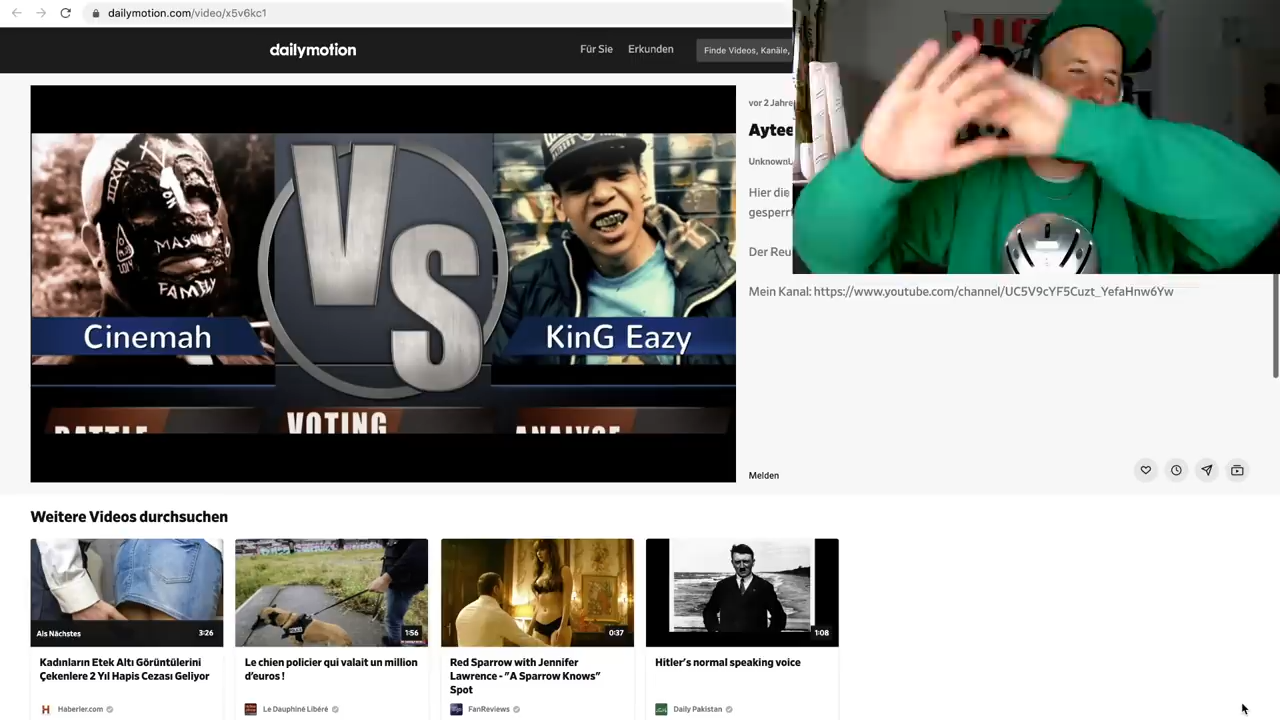 dailymotion.com/video/x5v6kc1
dailymotion
Für Sie
Erkunden
Finde Videos, Kanäle,
vor 2 Jahre
Aytee
Hier die
gesperr
Der Reu
Mein Kanal: https://www.youtube.com/channel/UC5V9cYF5Cuzt_YefaHnw6Yw
MASON
FAMILY
VS
Cinemah
KinG Eazy
BATTLE
VOTING
ANALYSE
Melden
Weitere Videos durchsuchen
Als Nächstes
3:26
1:56
0:37
1:08
Kadınların Etek Altı Görüntülerini
Çekenlere 2 Yıl Hapis Cezası Geliyor
Haberler.com
Le chien policier qui valait un million
d'euros !
Le Dauphiné Libéré
Red Sparrow with Jennifer
Lawrence - "A Sparrow Knows"
Spot
FanReviews
Hitler's normal speaking voice
Daily Pakistan